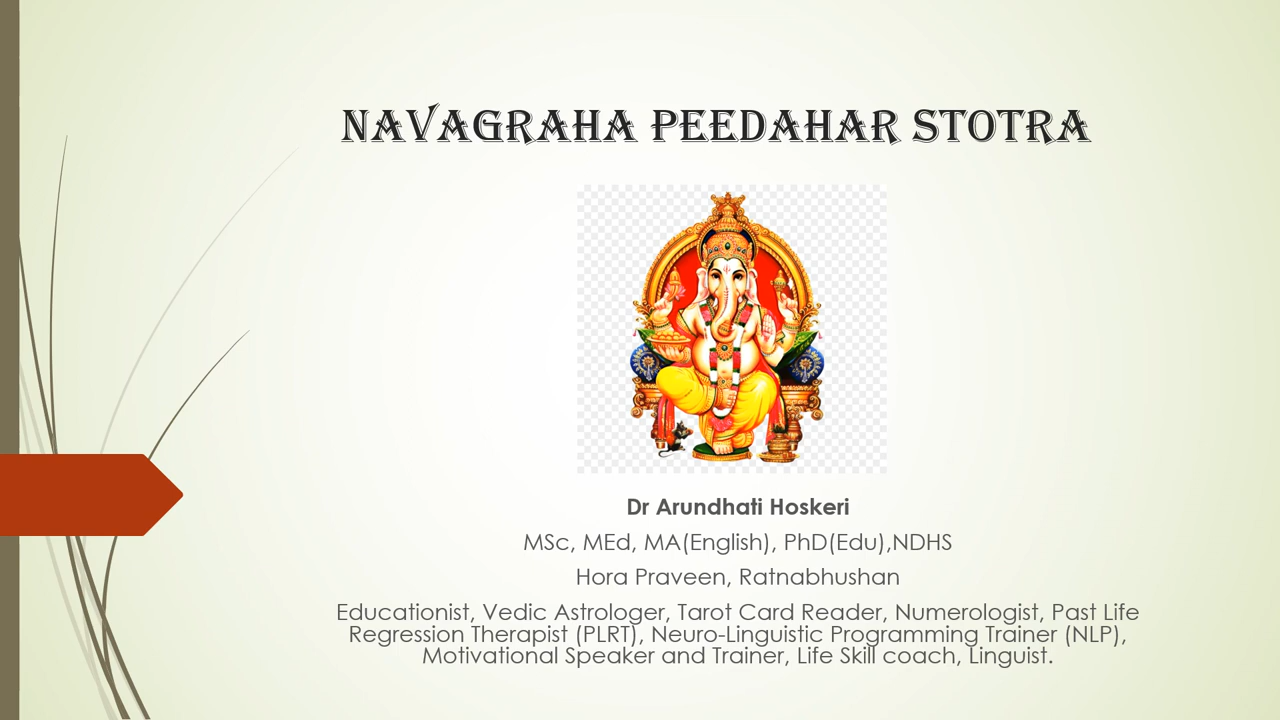 NAVAGRAHA PEEDAHAR STOTRA
Dr Arundhati Hoskeri
MSc, MEd, MA(English), PhD(Edu),NDHS
Hora Praveen, Ratnabhushan
Educationist, Vedic Astrologer, Tarot Card Reader, Numerologist, Past Life
Regression Therapist (PLRT), Neuro-Linguistic Programming Trainer (NLP),
Motivational Speaker and Trainer, Life Skill coach, Linguist.